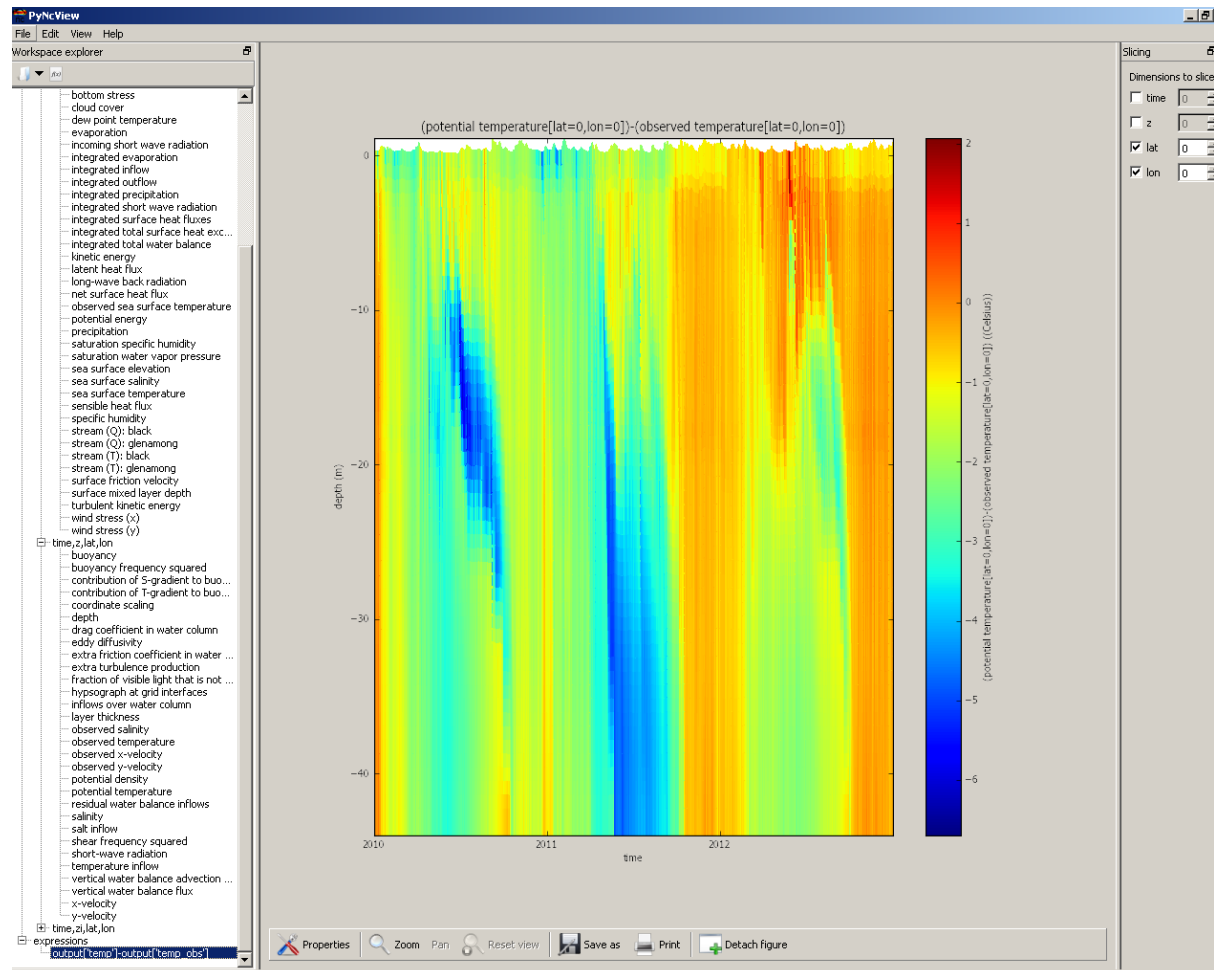 PyNcView
File Edit View Help
Workspace explorer
f(x)
bottom stress
cloud cover
dew point temperature
evaporation
incoming short wave radiation
integrated evaporation
integrated inflow
integrated outflow
integrated precipitation
integrated short wave radiation
integrated surface heat fluxes
integrated total surface heat exc...
integrated total water balance
kinetic energy
latent heat flux
long-wave back radiation
net surface heat flux
observed sea surface temperature
potential energy
precipitation
saturation specific humidity
saturation water vapor pressure
sea surface elevation
sea surface salinity
sea surface temperature
sensible heat flux
specific humidity
stream (Q): black
stream (Q): glenamong
stream (T): black
stream (T): glenamong
surface friction velocity
surface mixed layer depth
turbulent kinetic energy
wind stress (x)
wind stress (y)
time,z,lat,lon
buoyancy
buoyancy frequency squared
contribution of S-gradient to buo...
contribution of T-gradient to buo...
coordinate scaling
depth
drag coefficient in water column
eddy diffusivity
extra friction coefficient in water ...
extra turbulence production
fraction of visible light that is not ...
hypsograph at grid interfaces
inflows over water column
layer thickness
observed salinity
observed temperature
observed x-velocity
observed y-velocity
potential density
potential temperature
residual water balance inflows
salinity
salt inflow
shear frequency squared
short-wave radiation
temperature inflow
vertical water balance advection ...
vertical water balance flux
x-velocity
y-velocity
time,zi,lat,lon
expressions
output['temp']-output['temp_obs']
(potential temperature[lat=0,lon=0])-(observed temperature[lat=0,lon=0])
0
−10
−20
−30
−40
depth (m)
2010 2011 2012
time
2
1
0
−1
−2
−3
−4
−5
−6
(potential temperature[lat=0,lon=0])-(observed temperature[lat=0,lon=0]) ((Celsius))
Properties Zoom Pan Reset view Save as Print Detach figure
Slicing
Dimensions to slice
time 0
z 0
lat 0
lon 0